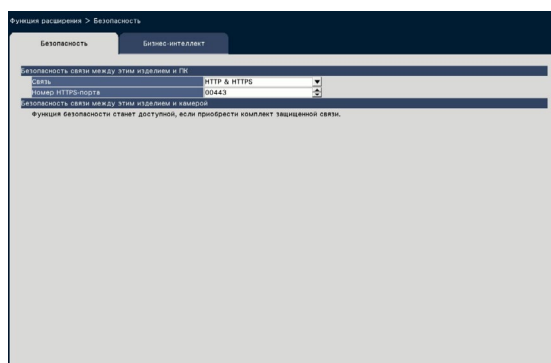 Функция расширения > Безопасность
Безопасность Бизнес-интеллект
Безопасность связи между этим изделием и ПК
Связь HTTP & HTTPS
Номер HTTPS-порта 00443
Безопасность связи между этим изделием и камерой
Функция безопасности станет доступной, если приобрести комплект защищенной связи.